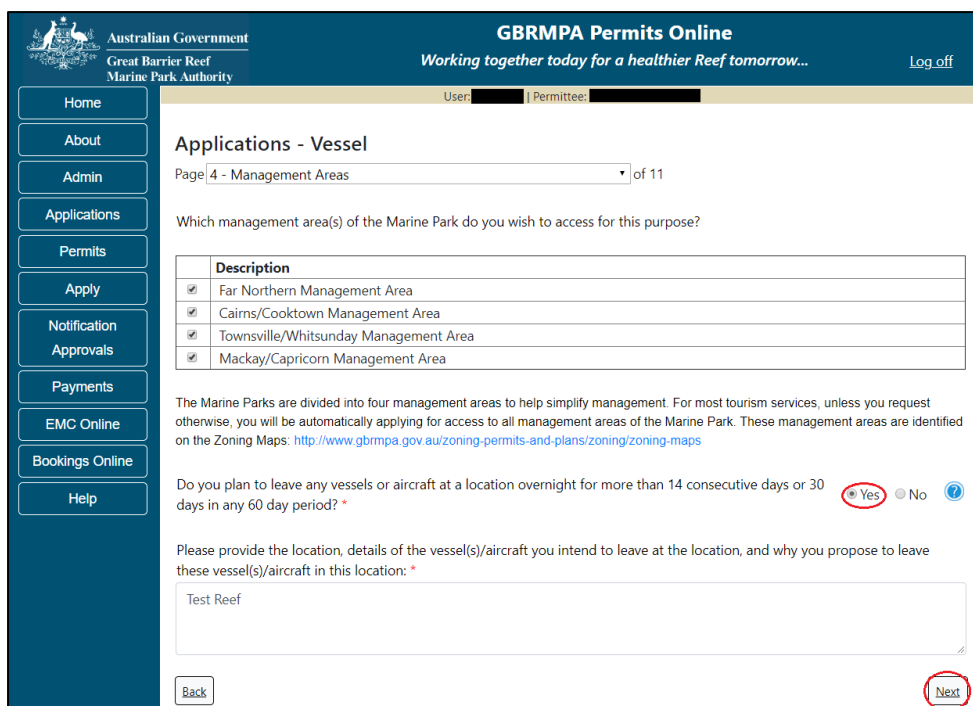 Australian Government
Great Barrier Reef
Marine Park Authority
GBRMPA Permits Online
Working together today for a healthier Reef tomorrow...
Log off
Home
About
Admin
Applications
Permits
Apply
Notification
Approvals
Payments
EMC Online
Bookings Online
Help
User: | Permittee:
Applications - Vessel
Page 4 - Management Areas of 11
Which management area(s) of the Marine Park do you wish to access for this purpose?
Description
Far Northern Management Area
Cairns/Cooktown Management Area
Townsville/Whitsunday Management Area
Mackay/Capricorn Management Area
The Marine Parks are divided into four management areas to help simplify management. For most tourism services, unless you request
otherwise, you will be automatically applying for access to all management areas of the Marine Park. These management areas are identified
on the Zoning Maps: http://www.gbrmpa.gov.au/zoning-permits-and-plans/zoning/zoning-maps
Do you plan to leave any vessels or aircraft at a location overnight for more than 14 consecutive days or 30
days in any 60 day period? *
Yes No ?
Please provide the location, details of the vessel(s)/aircraft you intend to leave at the location, and why you propose to leave
these vessel(s)/aircraft in this location: *
Test Reef
Back
Next